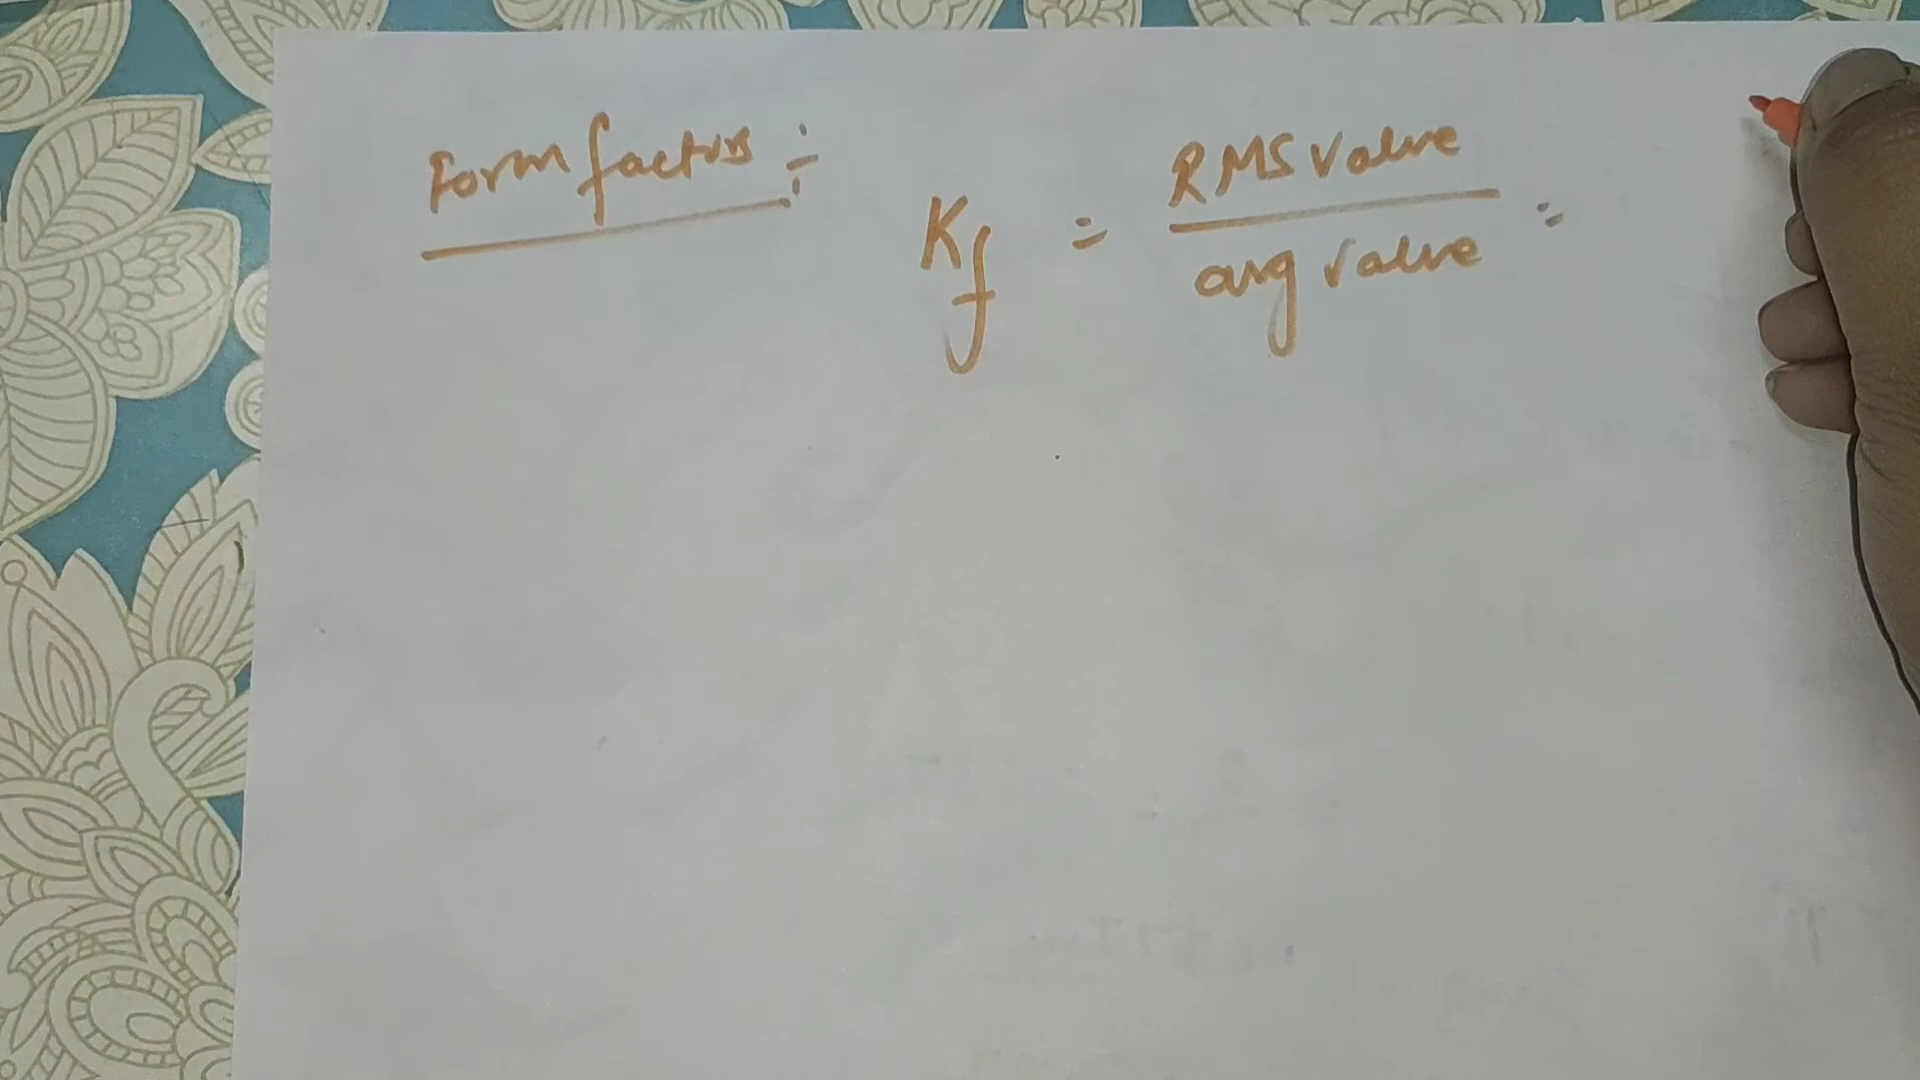 Form factors :-
Kf = RMS Value / avg value =